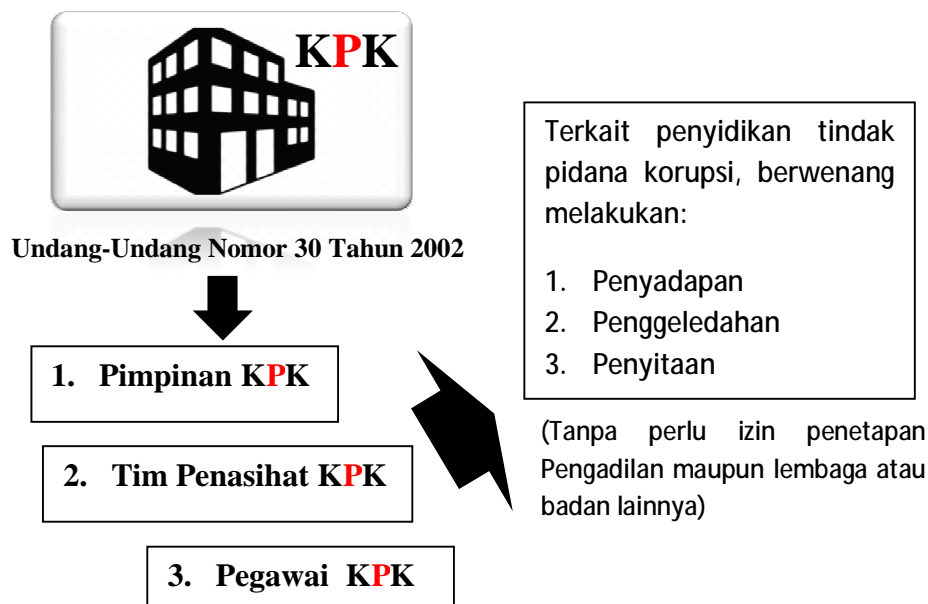 KPK
Undang-Undang Nomor 30 Tahun 2002
1. Pimpinan KPK
2. Tim Penasihat KPK
3. Pegawai KPK
Terkait penyidikan tindak
pidana korupsi, berwenang
melakukan:
1. Penyadapan
2. Penggeledahan
3. Penyitaan
(Tanpa perlu izin penetapan
Pengadilan maupun lembaga atau
badan lainnya)